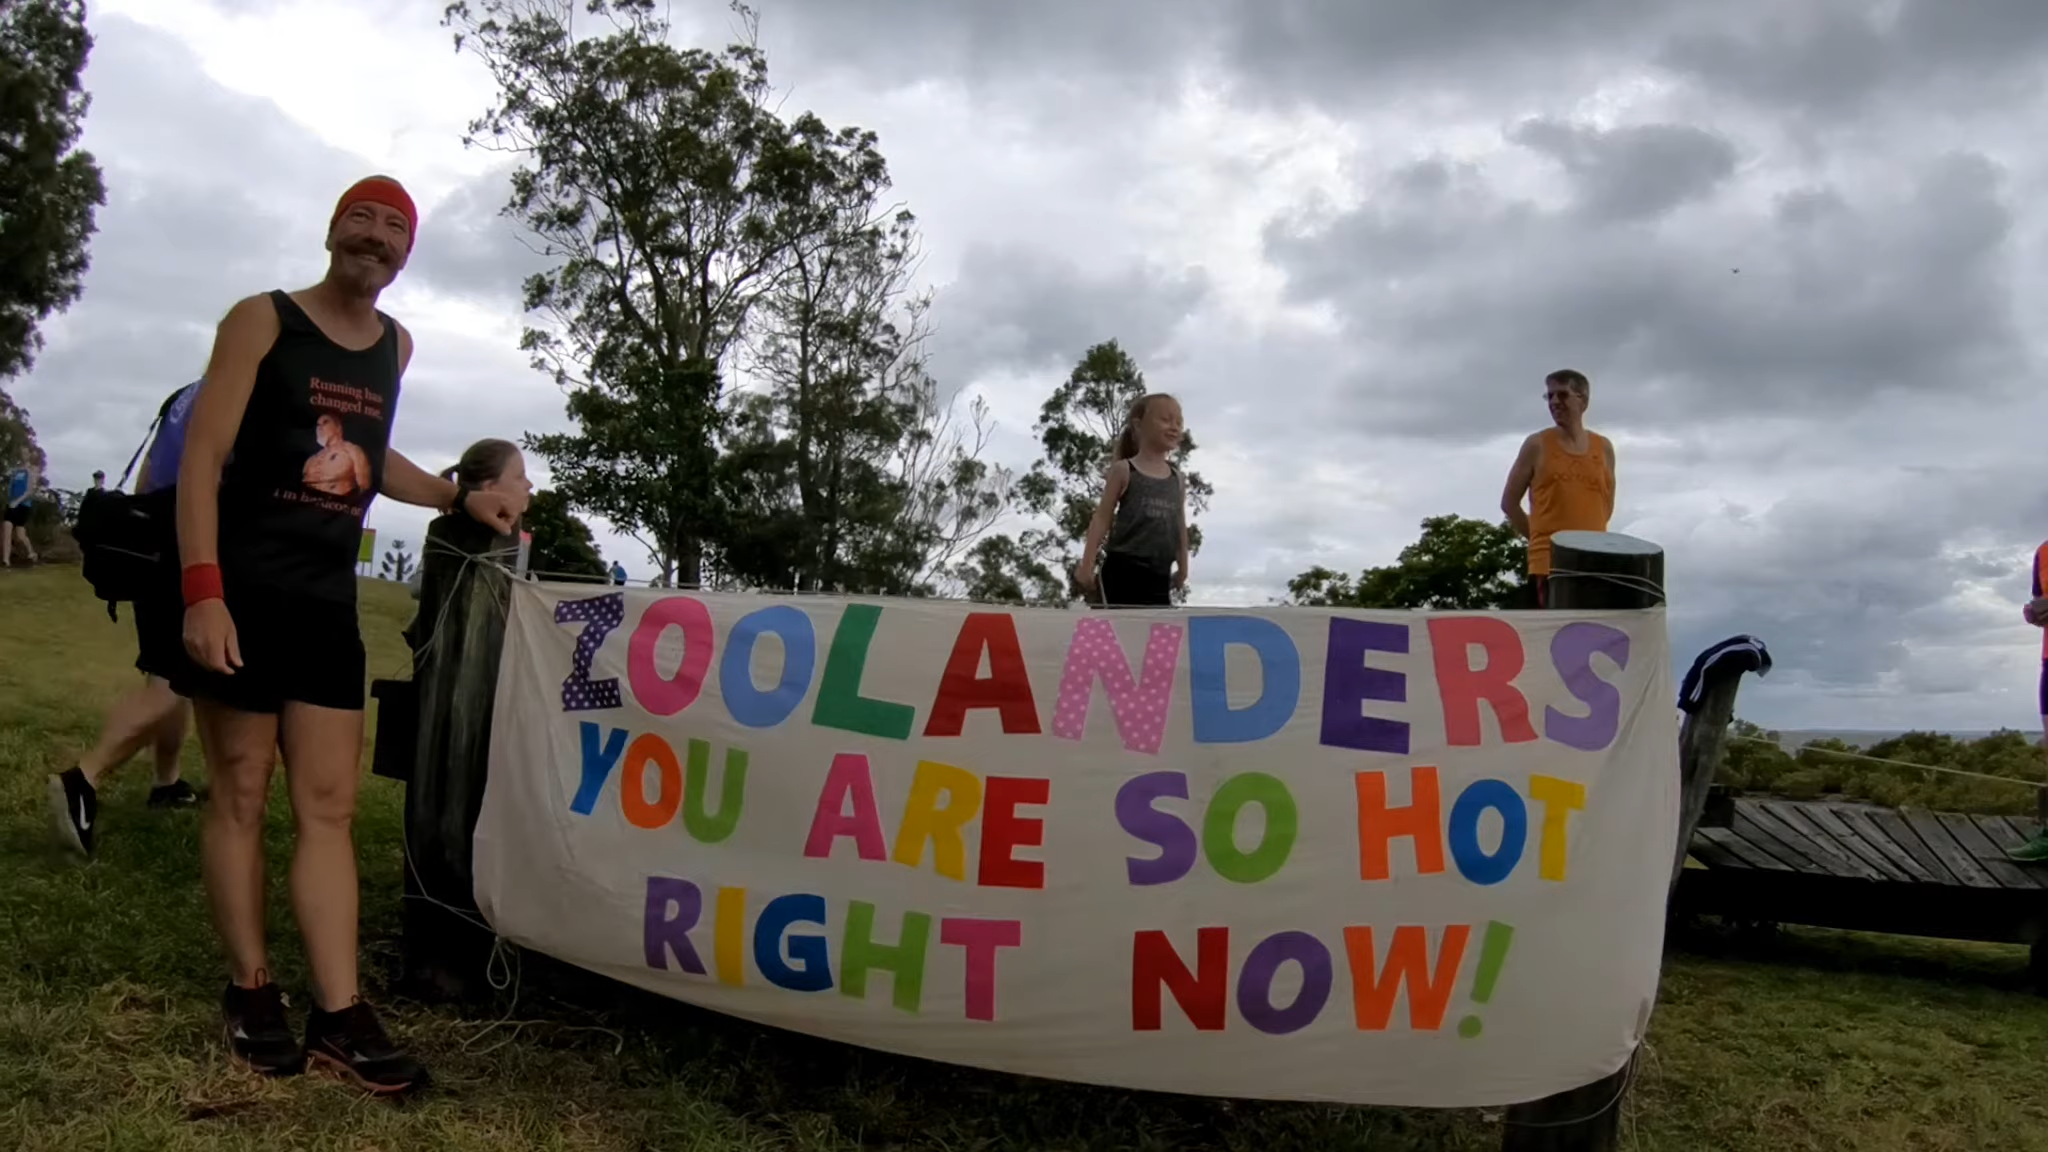 Running has
changed me.
ZOOLANDERS
YOU ARE SO HOT
RIGHT NOW!